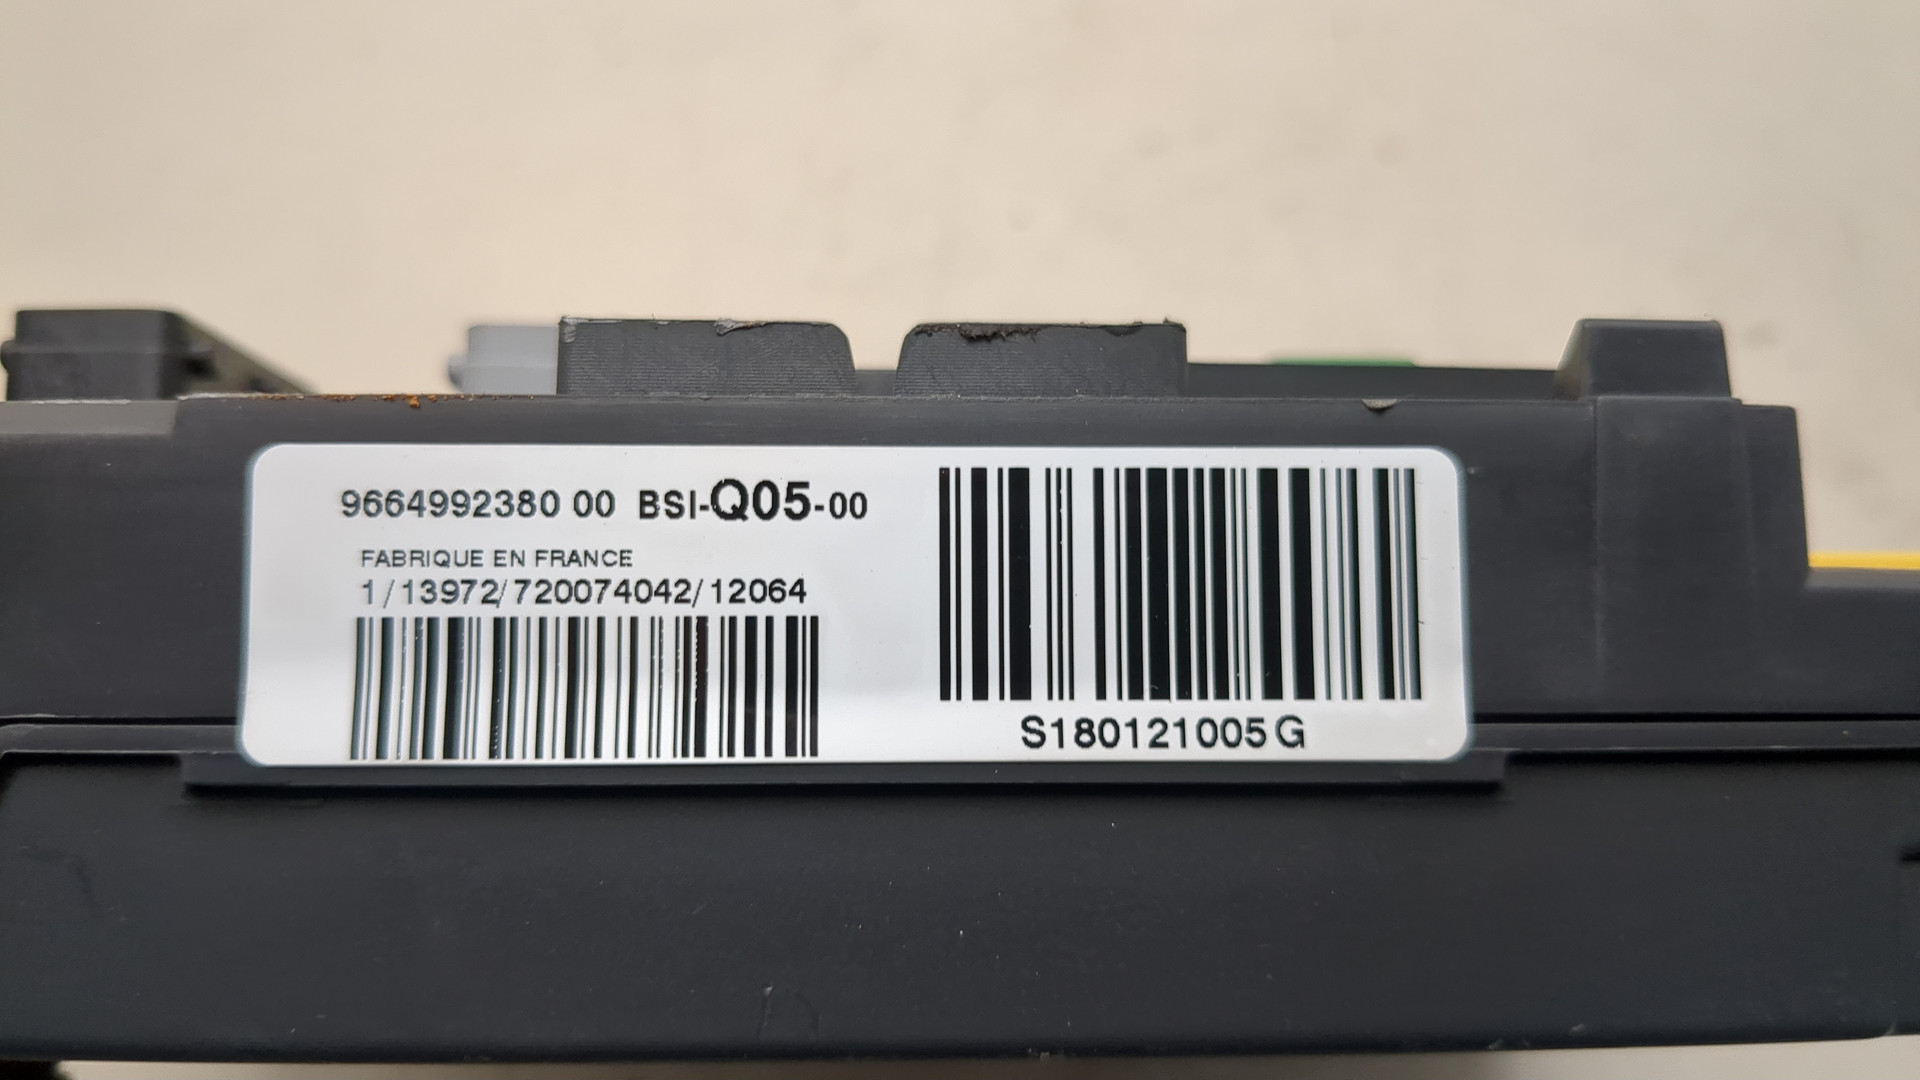 9664992380 00 BSI-Q05-00
FABRIQUE EN FRANCE
1/13972/720074042/12064
S180121005G